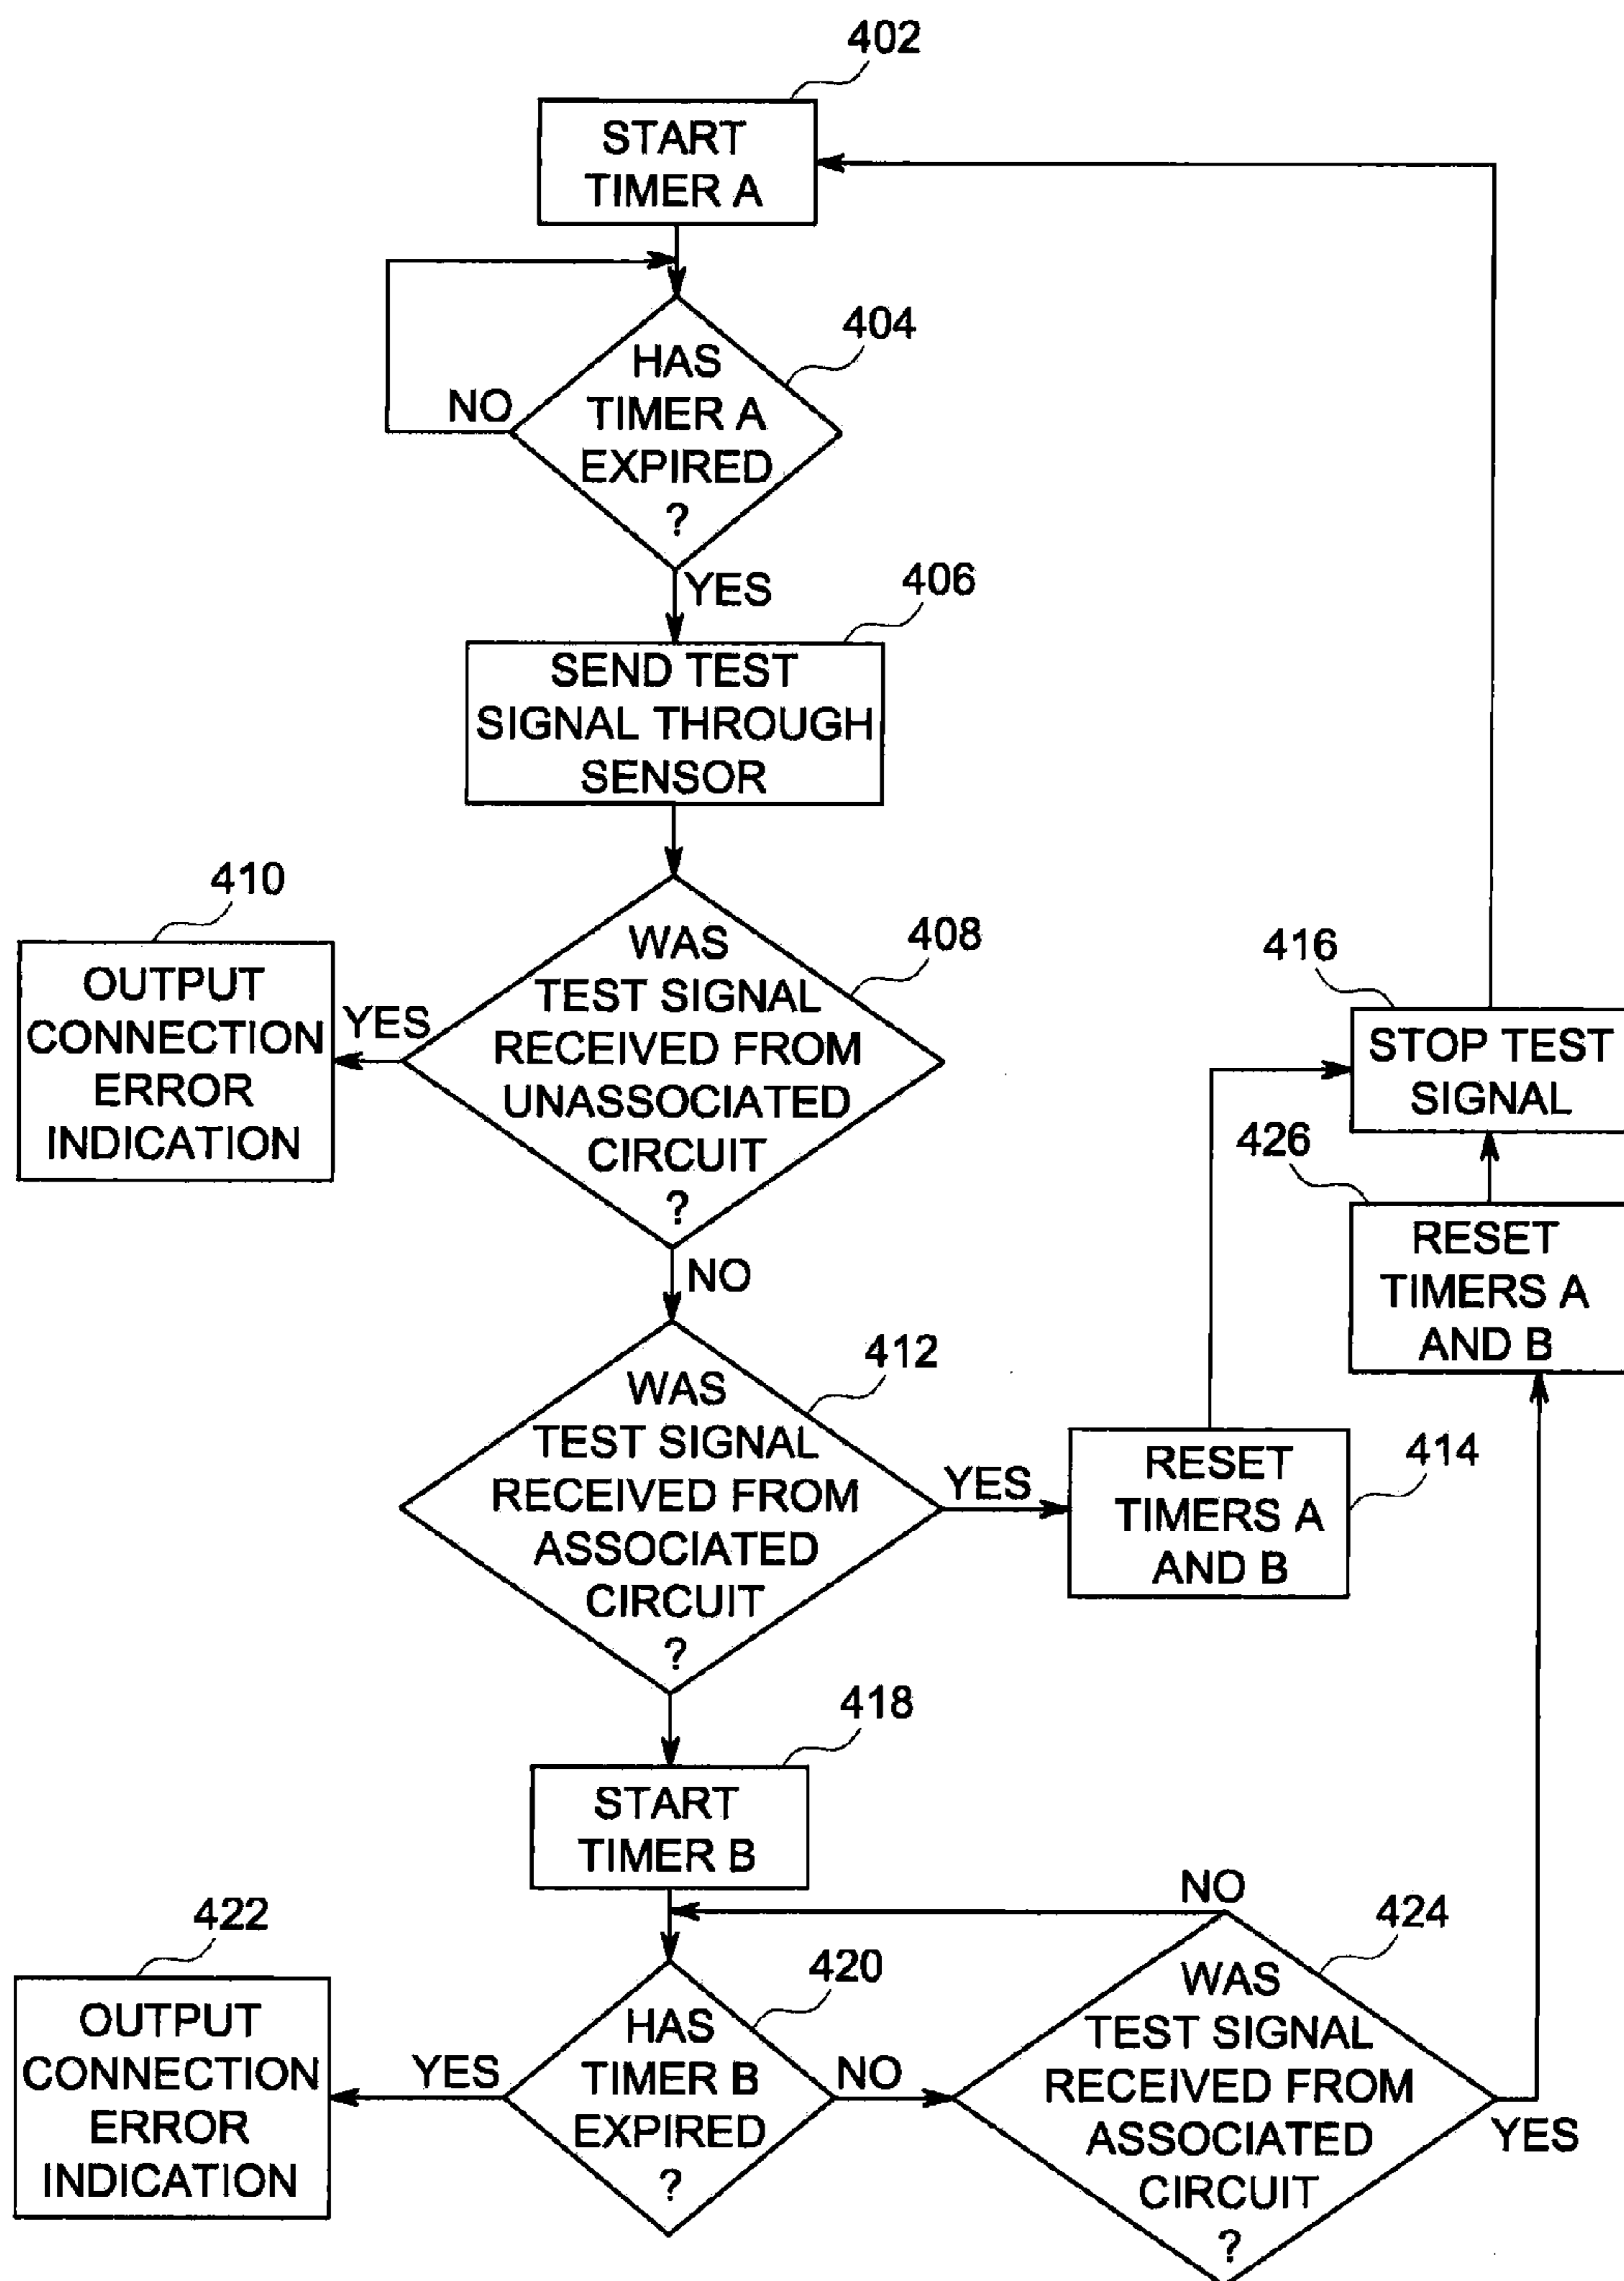 402
START
TIMER A
404
HAS
TIMER A
EXPIRED
?
NO
YES
406
SEND TEST
SIGNAL THROUGH
SENSOR
410
OUTPUT
CONNECTION
ERROR
INDICATION
YES
408
WAS
TEST SIGNAL
RECEIVED FROM
UNASSOCIATED
CIRCUIT
?
NO
416
STOP TEST
SIGNAL
426
RESET
TIMERS A
AND B
412
WAS
TEST SIGNAL
RECEIVED FROM
ASSOCIATED
CIRCUIT
?
YES
RESET
TIMERS A
AND B
414
418
START
TIMER B
422
OUTPUT
CONNECTION
ERROR
INDICATION
YES
420
HAS
TIMER B
EXPIRED
?
NO
NO
424
WAS
TEST SIGNAL
RECEIVED FROM
ASSOCIATED
CIRCUIT
?
YES